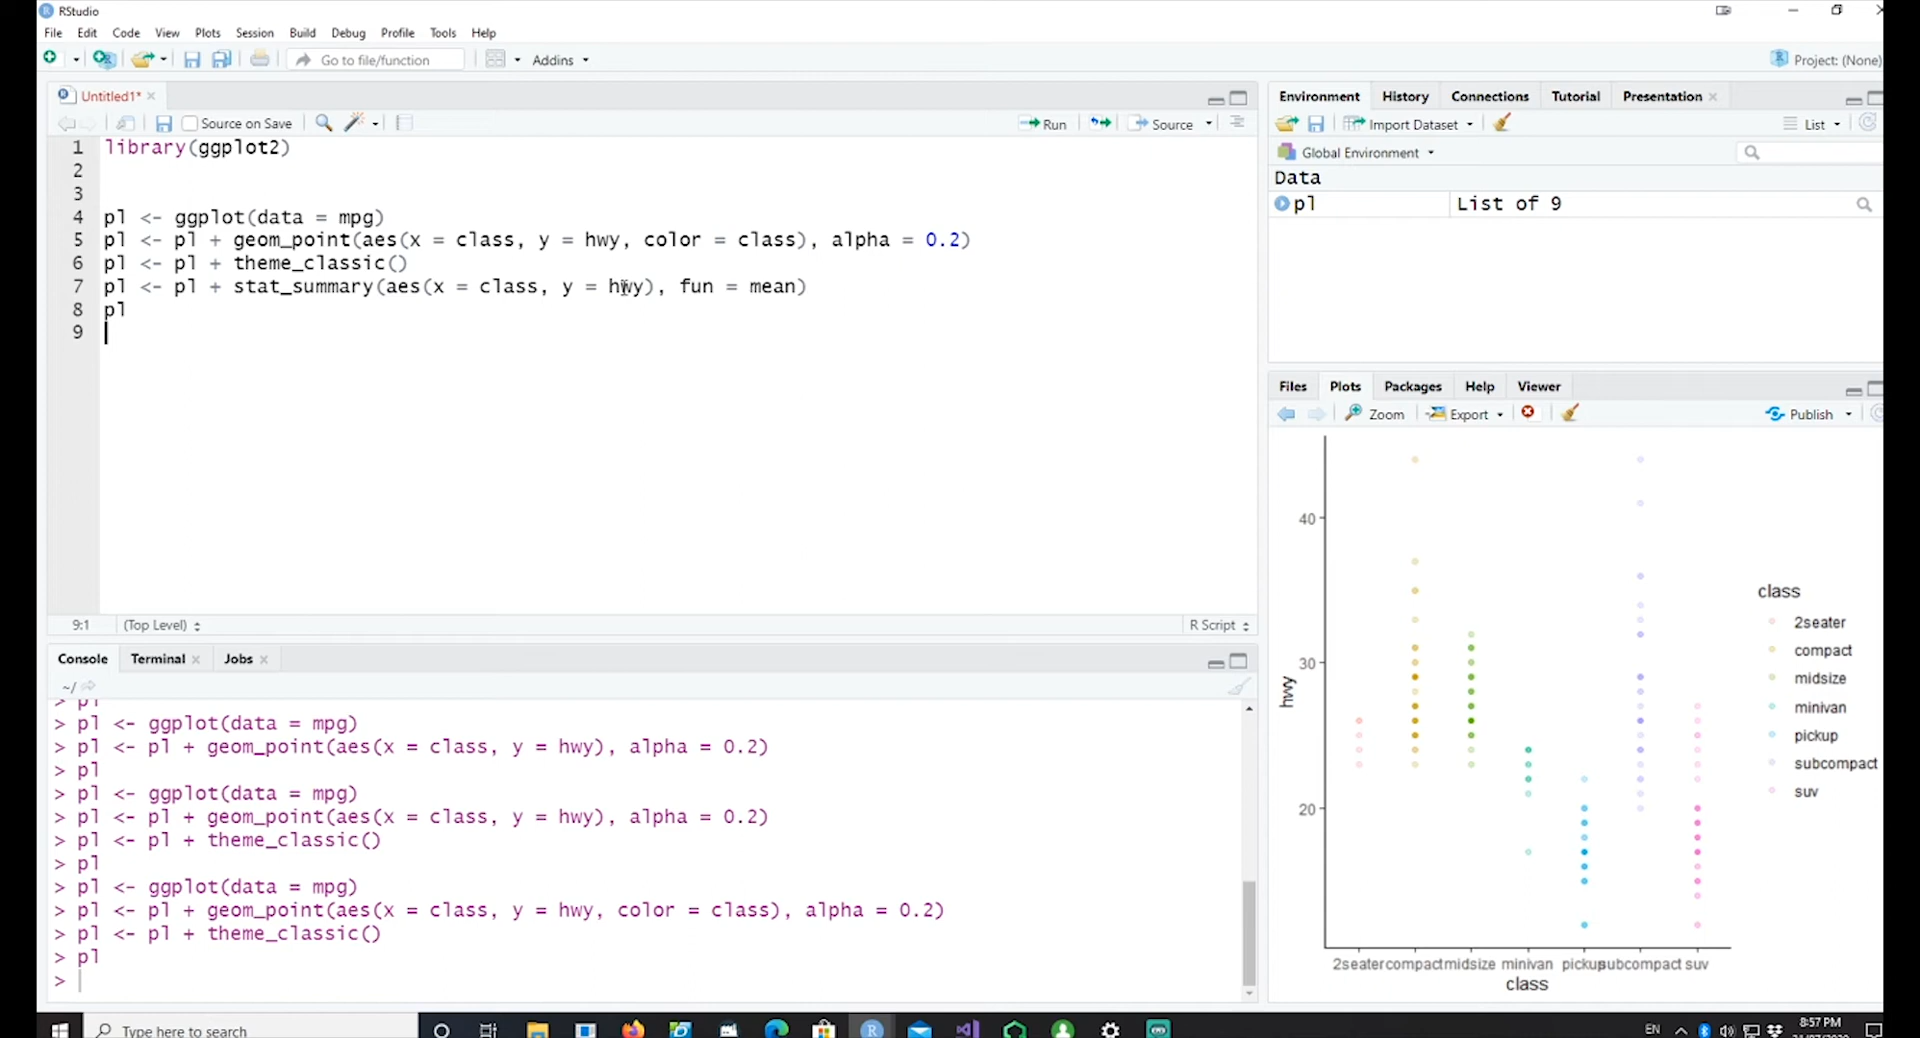 RStudio
File Edit Code View Plots Session Build Debug Profile Tools Help
Go to file/function Addins Project: (None)
Untitled1*
Source on Save Run Source
1 library(ggplot2)
2
3
4 pl <- ggplot(data = mpg)
5 pl <- pl + geom_point(aes(x = class, y = hwy, color = class), alpha = 0.2)
6 pl <- pl + theme_classic()
7 pl <- pl + stat_summary(aes(x = class, y = hwy), fun = mean)
8 pl
9
9:1 (Top Level) R Script
Console Terminal Jobs
~/
> pl
> pl <- ggplot(data = mpg)
> pl <- pl + geom_point(aes(x = class, y = hwy), alpha = 0.2)
> pl
> pl <- ggplot(data = mpg)
> pl <- pl + geom_point(aes(x = class, y = hwy), alpha = 0.2)
> pl <- pl + theme_classic()
> pl
> pl <- ggplot(data = mpg)
> pl <- pl + geom_point(aes(x = class, y = hwy, color = class), alpha = 0.2)
> pl <- pl + theme_classic()
> pl
>
Environment History Connections Tutorial Presentation
Import Dataset List
Global Environment
Data
pl List of 9
Files Plots Packages Help Viewer
Zoom Export Publish
40
30
20
hwy
2seater compact midsize minivan pickup subcompact suv
class
class
2seater
compact
midsize
minivan
pickup
subcompact
suv
Type here to search
EN 8:57 PM